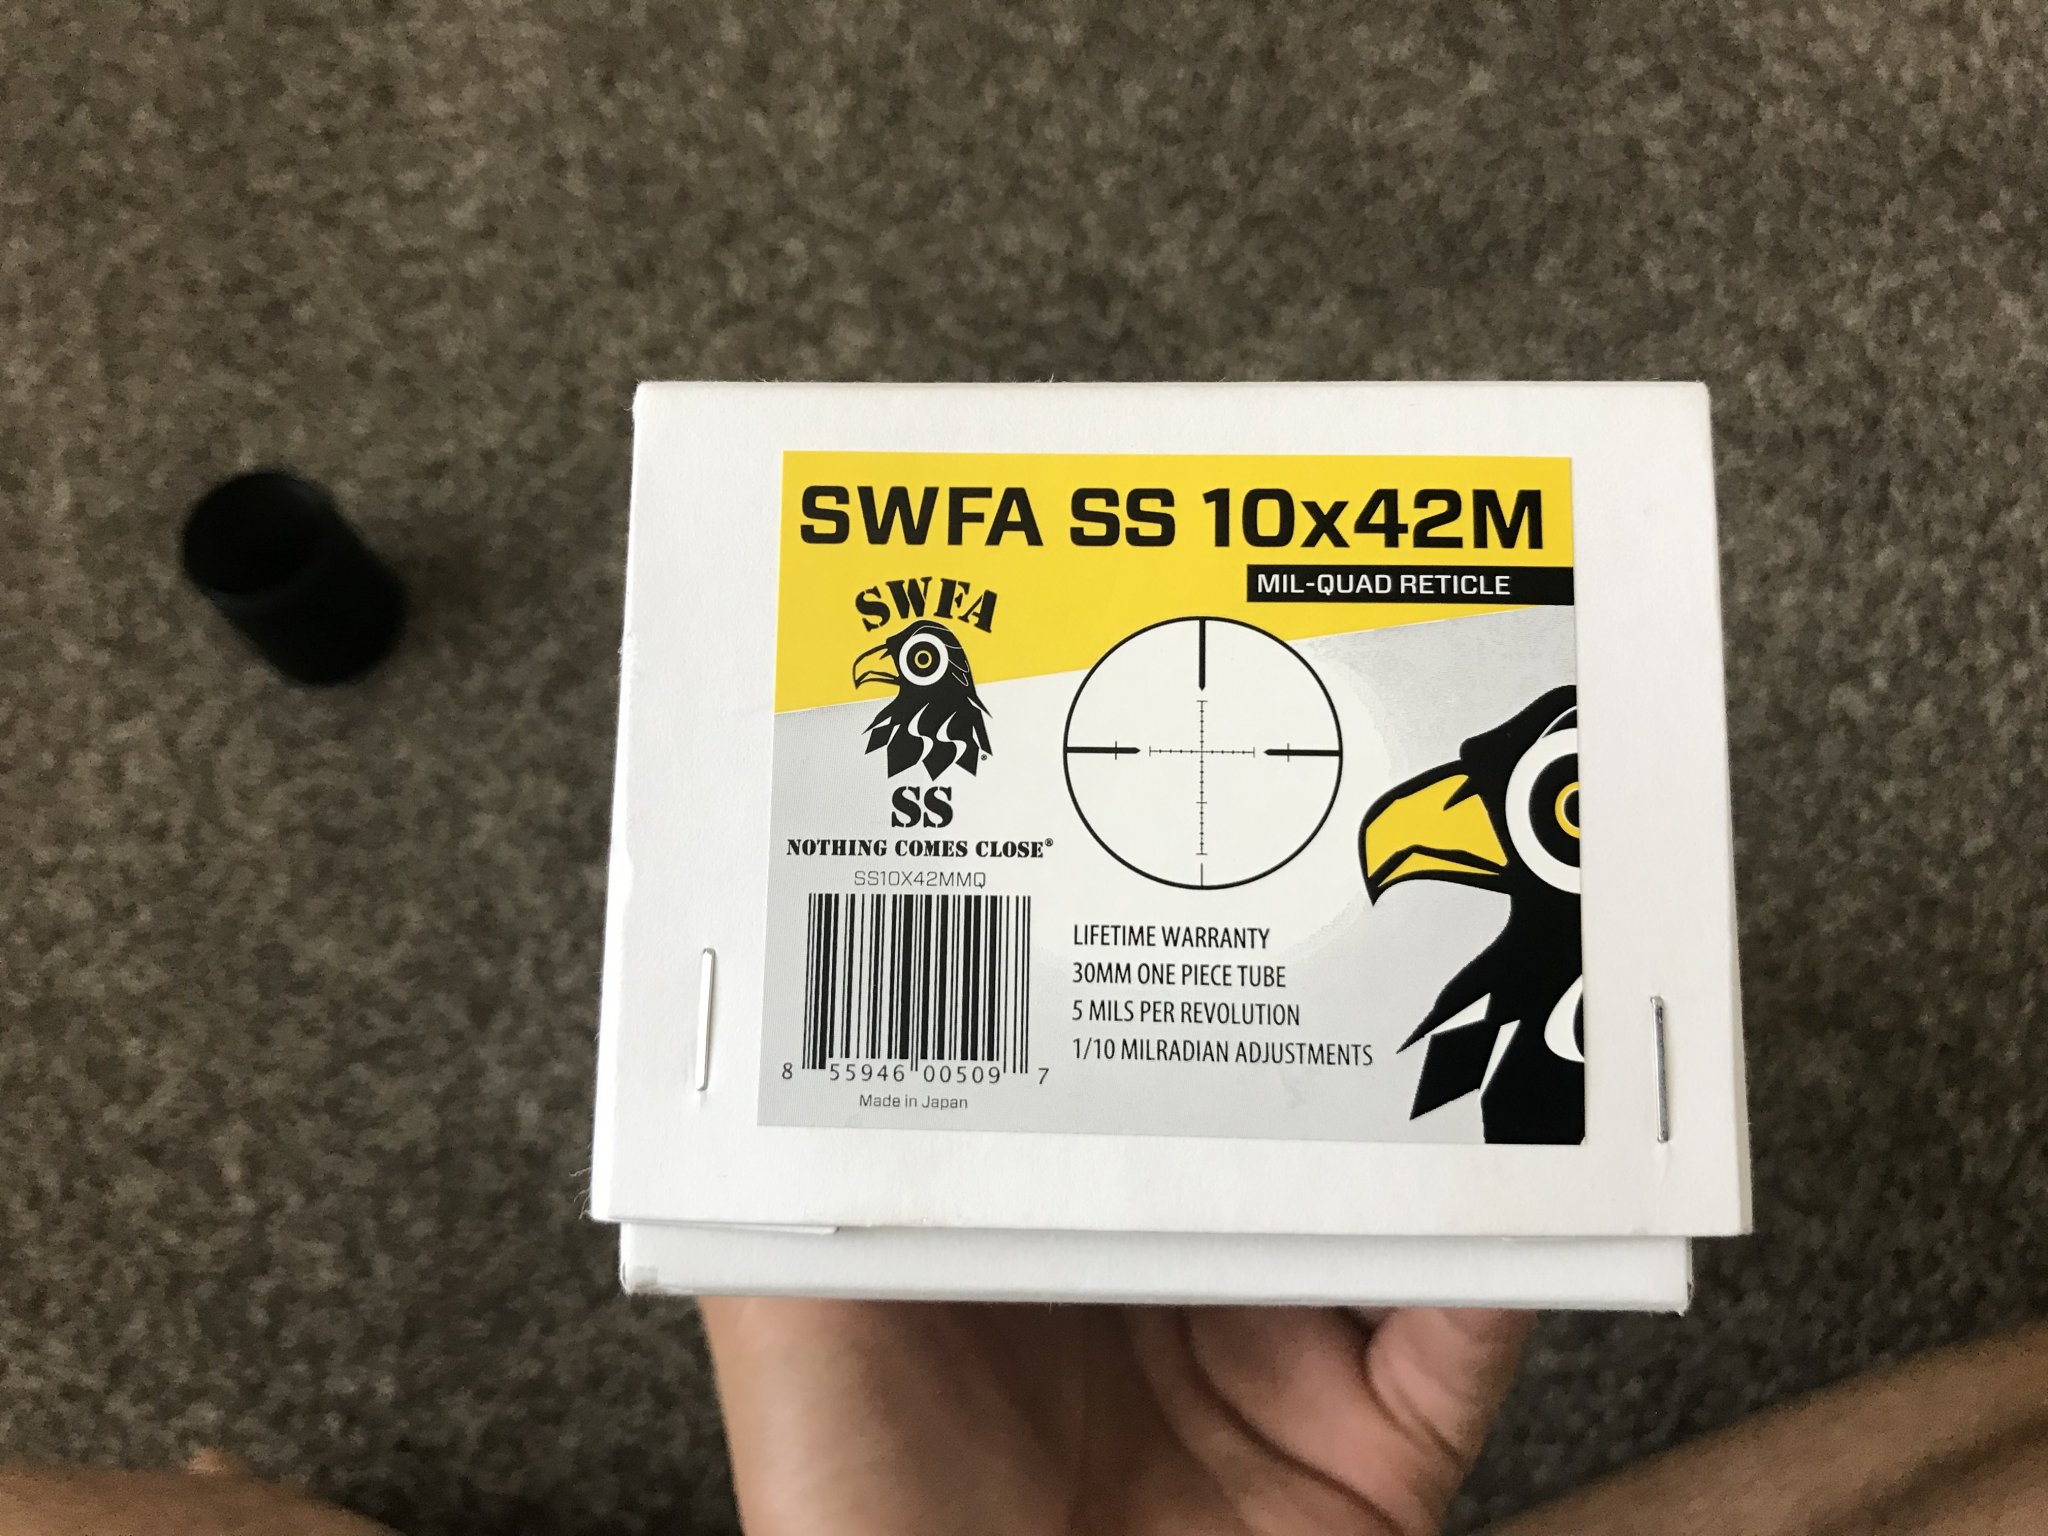 SWFA SS 10x42M
MIL-QUAD RETICLE
SWFA
SS
SS
NOTHING COMES CLOSE®
SS10X42MMQ
8 55946 00509 7
Made in Japan
LIFETIME WARRANTY
30MM ONE PIECE TUBE
5 MILS PER REVOLUTION
1/10 MILRADIAN ADJUSTMENTS